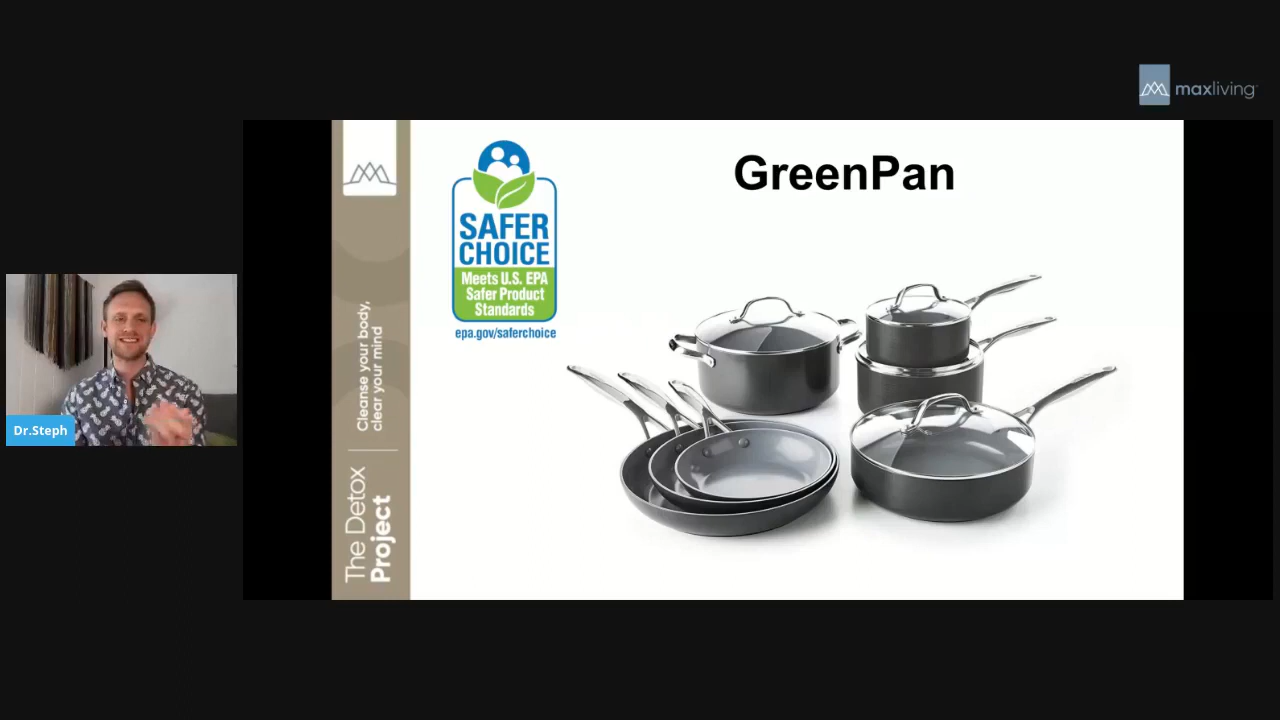 maxliving
GreenPan
SAFER
CHOICE
Meets U.S. EPA
Safer Product
Standards
epa.gov/saferchoice
Cleanse your body,
clear your mind
The Detox
Project
Dr.Steph